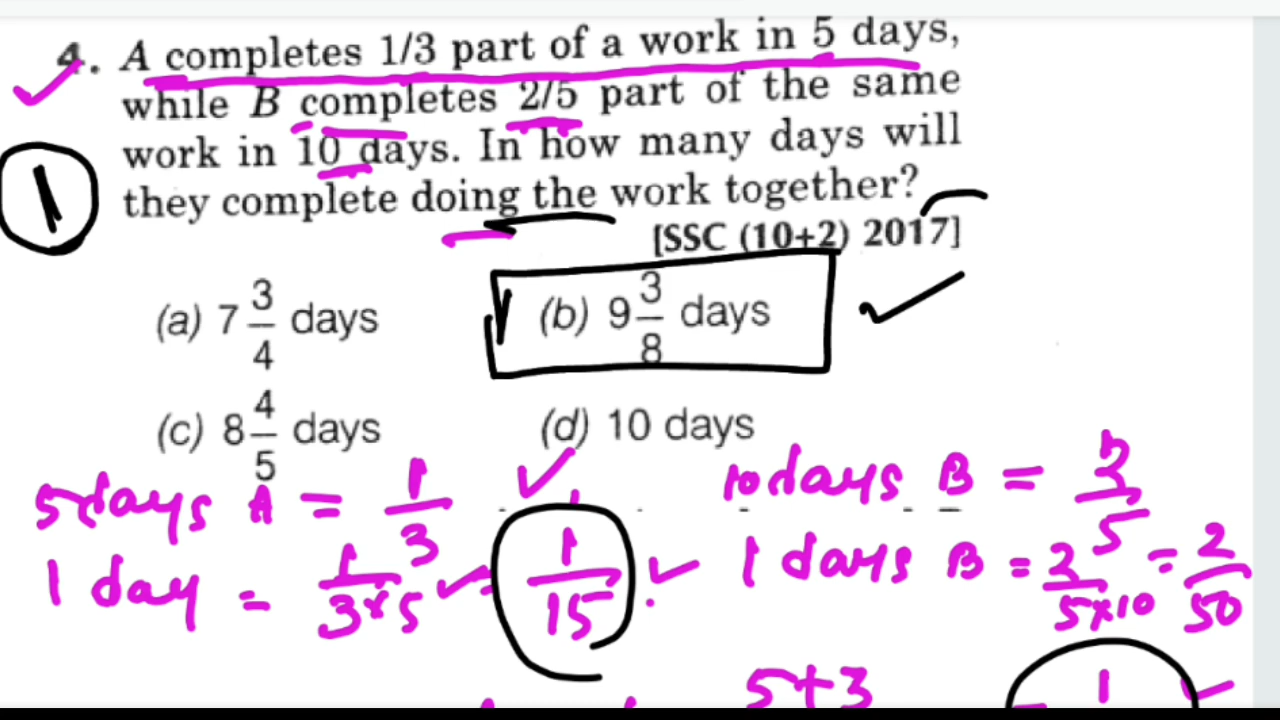 4. A completes 1/3 part of a work in 5 days,
while B completes 2/5 part of the same
work in 10 days. In how many days will
they complete doing the work together?
[SSC (10+2) 2017]
1
(a) 7 3/4 days (b) 9 3/8 days
(c) 8 4/5 days (d) 10 days
5 days A = 1/3
10 days B = 2/5
1 day = 1/3×5 = 1/15
1 days B = 2/5×10 = 2/50
5+3
1